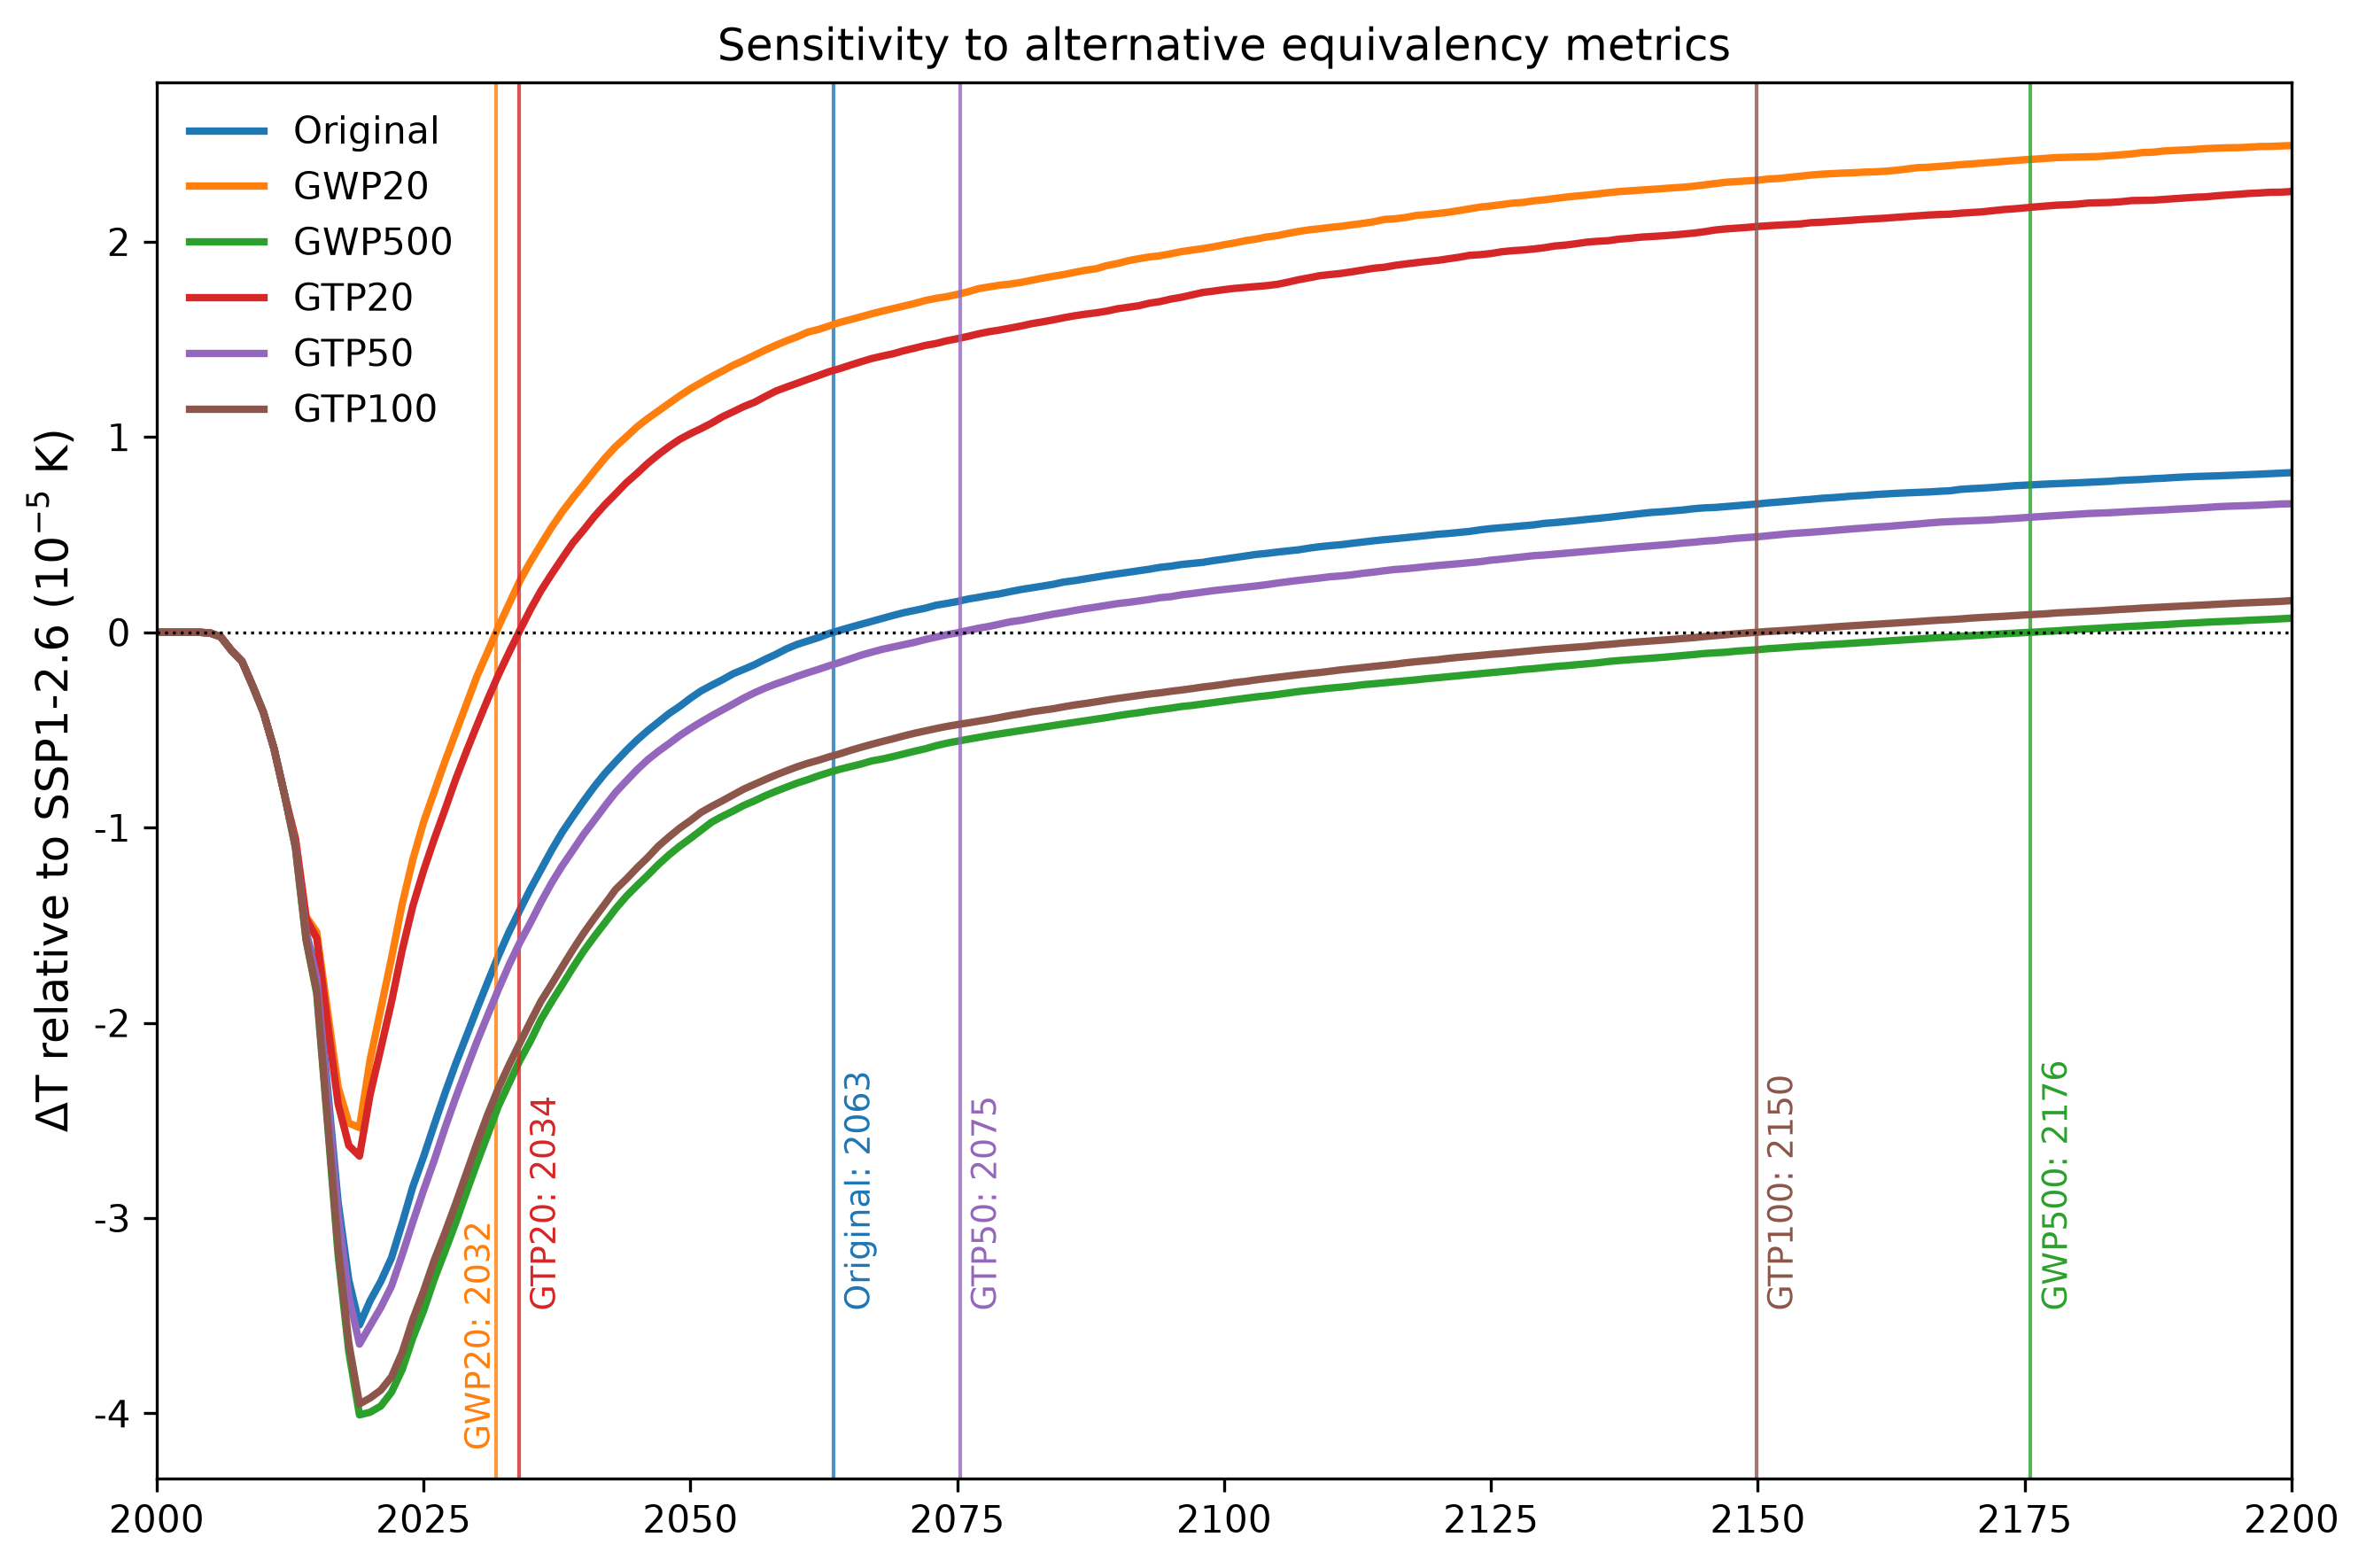 Sensitivity to alternative equivalency metrics
Original
GWP20
GWP500
GTP20
GTP50
GTP100
ΔT relative to SSP1-2.6 (10⁻⁵ K)
2
1
0
-1
-2
-3
-4
GWP20: 2032
GTP20: 2034
Original: 2063
GTP50: 2075
GTP100: 2150
GWP500: 2176
2000 2025 2050 2075 2100 2125 2150 2175 2200